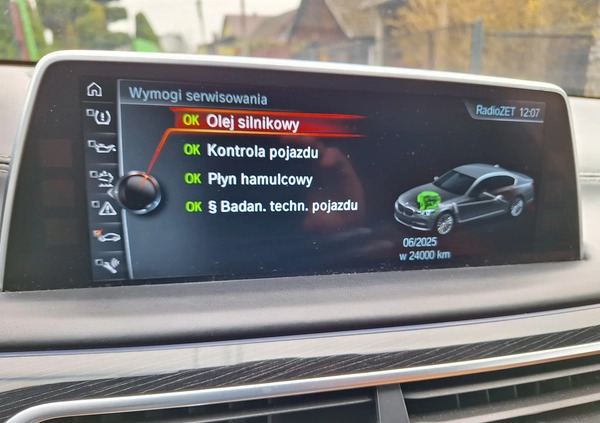 Wymogi serwisowania
RadioZET 12:07
OK Olej silnikowy
OK Kontrola pojazdu
OK Płyn hamulcowy
OK § Badan. techn. pojazdu
06/2025
w 24000 km